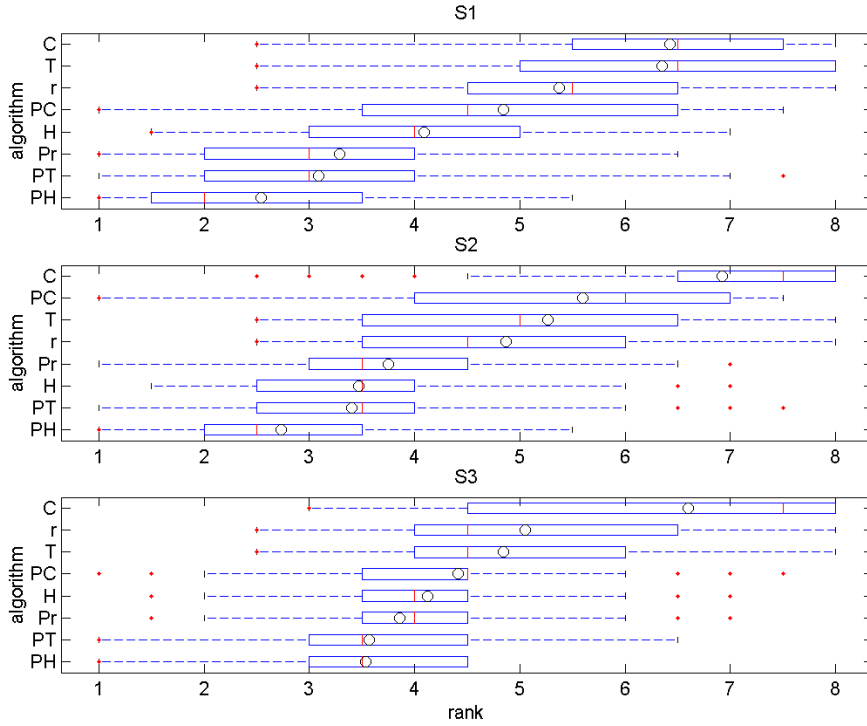 S1
C
T
r
PC
H
Pr
PT
PH
algorithm
1 2 3 4 5 6 7 8
S2
C
PC
T
r
Pr
H
PT
PH
algorithm
1 2 3 4 5 6 7 8
S3
C
r
T
PC
H
Pr
PT
PH
algorithm
1 2 3 4 5 6 7 8
rank